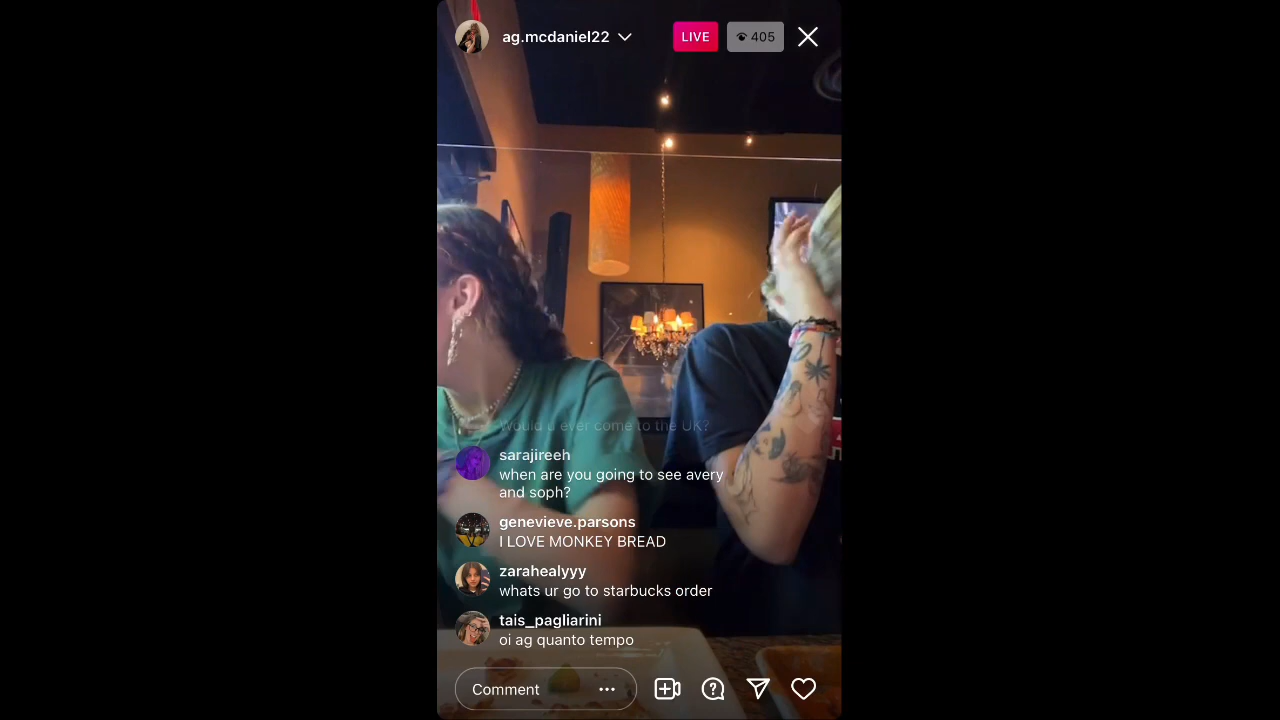 ag.mcdaniel22
LIVE
405
Would u ever come to the UK?
sarajireeh
when are you going to see avery
and soph?
genevieve.parsons
I LOVE MONKEY BREAD
zarahealyyy
whats ur go to starbucks order
tais_pagliarini
oi ag quanto tempo
Comment